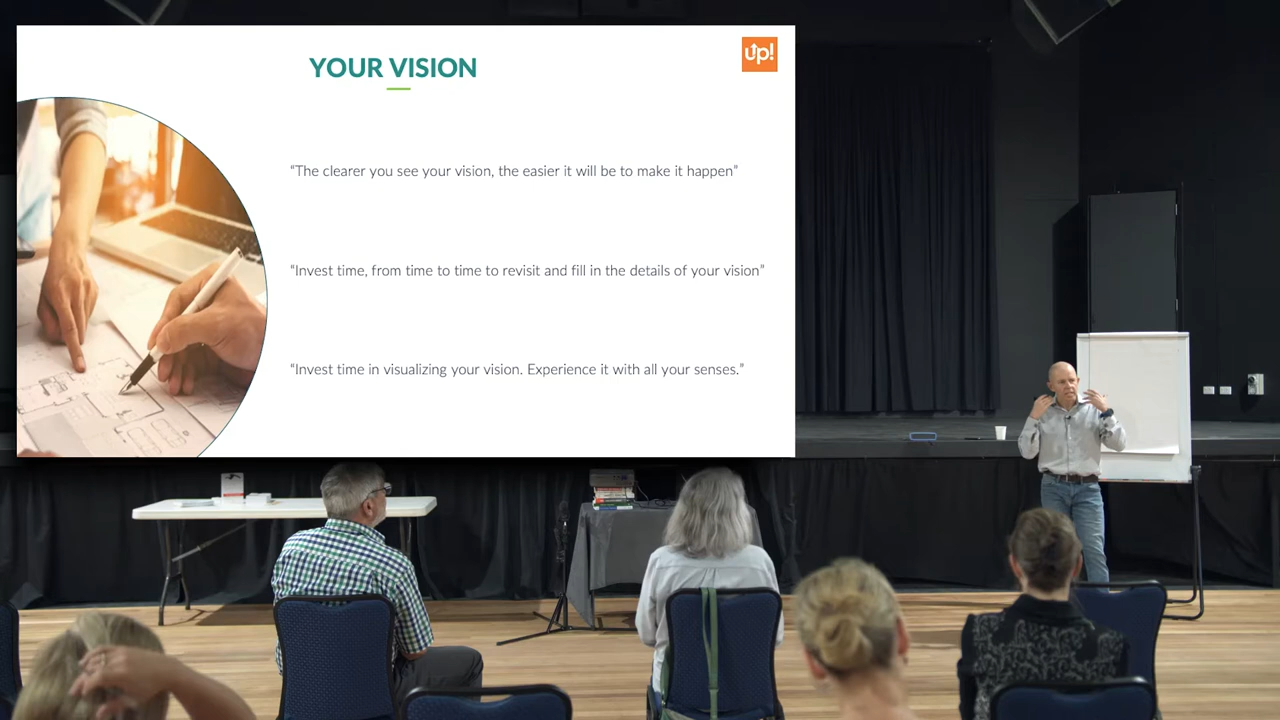 YOUR VISION
up!
“The clearer you see your vision, the easier it will be to make it happen”
“Invest time, from time to time to revisit and fill in the details of your vision”
“Invest time in visualizing your vision. Experience it with all your senses.”